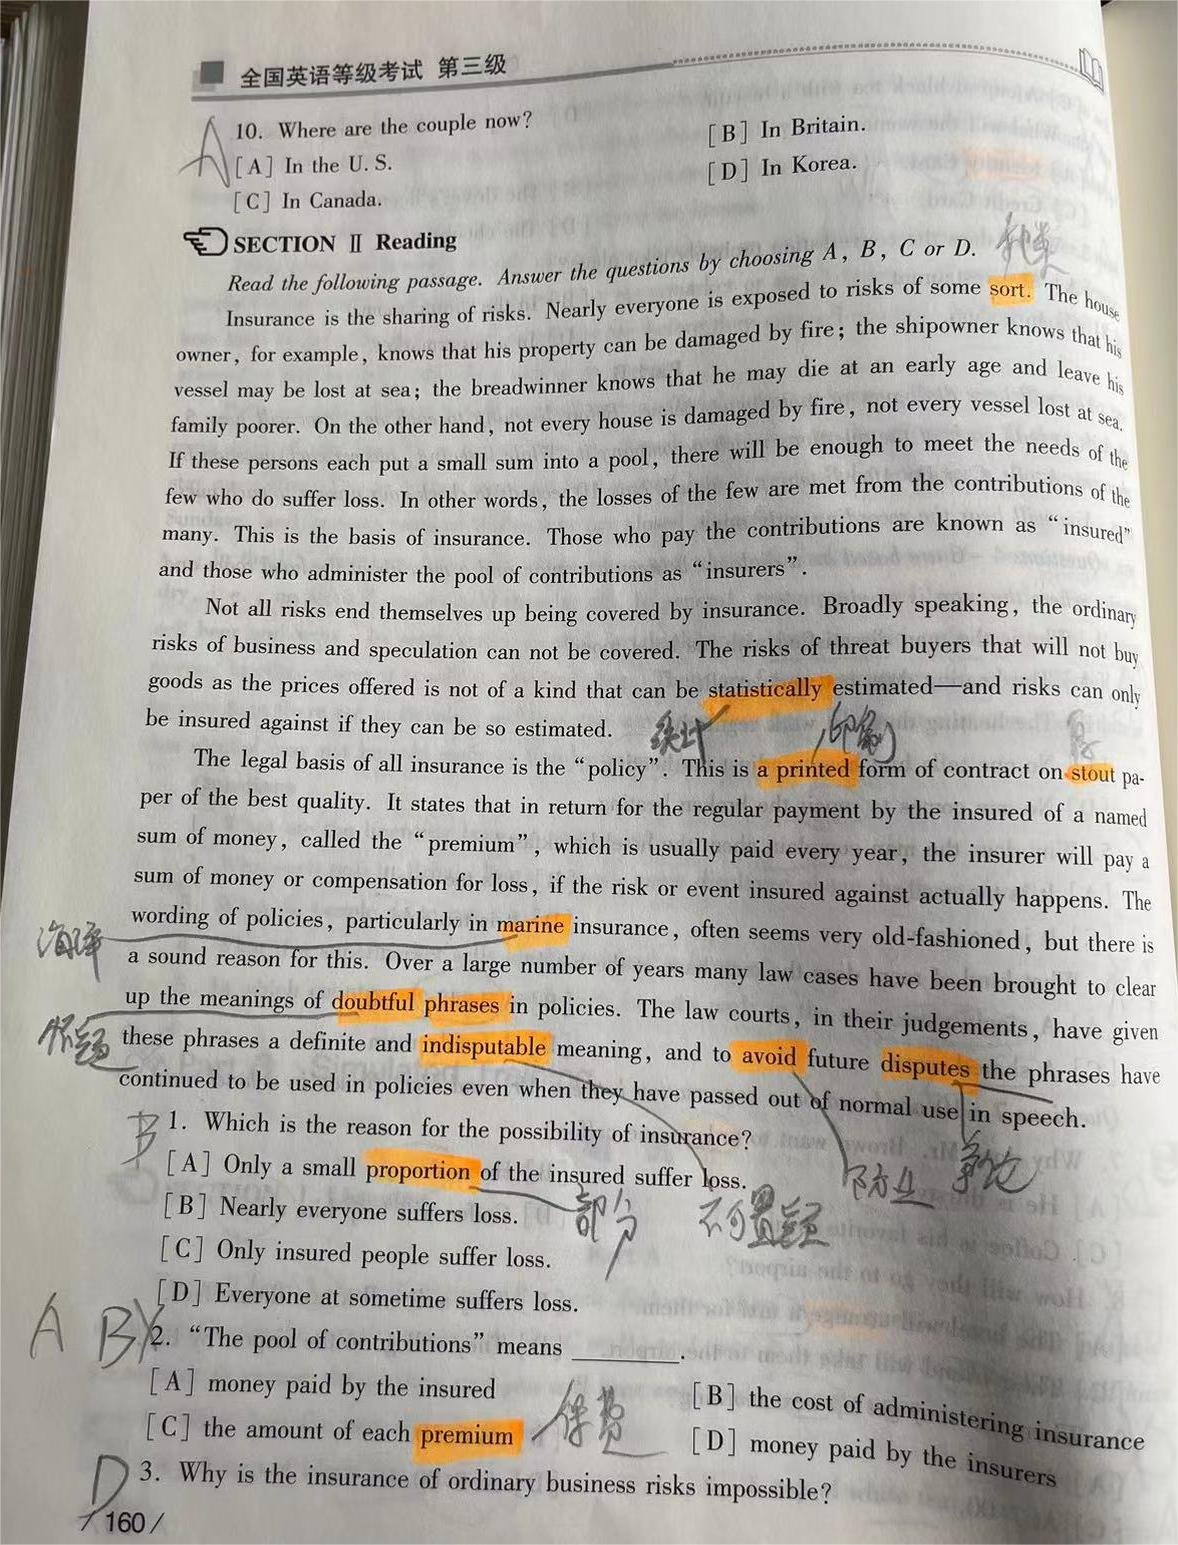 全国英语等级考试 第三级
A
10. Where are the couple now?
[A] In the U. S.
[B] In Britain.
[C] In Canada.
[D] In Korea.
SECTION Ⅱ Reading
Read the following passage. Answer the questions by choosing A, B, C or D.
种类
Insurance is the sharing of risks. Nearly everyone is exposed to risks of some sort. The house
owner, for example, knows that his property can be damaged by fire; the shipowner knows that his
vessel may be lost at sea; the breadwinner knows that he may die at an early age and leave his
family poorer. On the other hand, not every house is damaged by fire, not every vessel lost at sea.
If these persons each put a small sum into a pool, there will be enough to meet the needs of the
few who do suffer loss. In other words, the losses of the few are met from the contributions of the
many. This is the basis of insurance. Those who pay the contributions are known as “insured”
and those who administer the pool of contributions as “insurers”.
Not all risks end themselves up being covered by insurance. Broadly speaking, the ordinary
risks of business and speculation can not be covered. The risks of threat buyers that will not buy
goods as the prices offered is not of a kind that can be statistically estimated—and risks can only
be insured against if they can be so estimated.
统计 印刷
The legal basis of all insurance is the “policy”. This is a printed form of contract on stout pa-
per of the best quality. It states that in return for the regular payment by the insured of a named
sum of money, called the “premium”, which is usually paid every year, the insurer will pay a
sum of money or compensation for loss, if the risk or event insured against actually happens. The
wording of policies, particularly in marine insurance, often seems very old-fashioned, but there is
海洋
a sound reason for this. Over a large number of years many law cases have been brought to clear
up the meanings of doubtful phrases in policies. The law courts, in their judgements, have given
怀疑
these phrases a definite and indisputable meaning, and to avoid future disputes the phrases have
continued to be used in policies even when they have passed out of normal use in speech.
B
1. Which is the reason for the possibility of insurance?
[A] Only a small proportion of the insured suffer loss.
防止 争论
部分 不可置疑
[B] Nearly everyone suffers loss.
[C] Only insured people suffer loss.
[D] Everyone at sometime suffers loss.
A B
2. “The pool of contributions” means ______.
[A] money paid by the insured
[B] the cost of administering insurance
[C] the amount of each premium
保费
[D] money paid by the insurers
D
3. Why is the insurance of ordinary business risks impossible?
160/